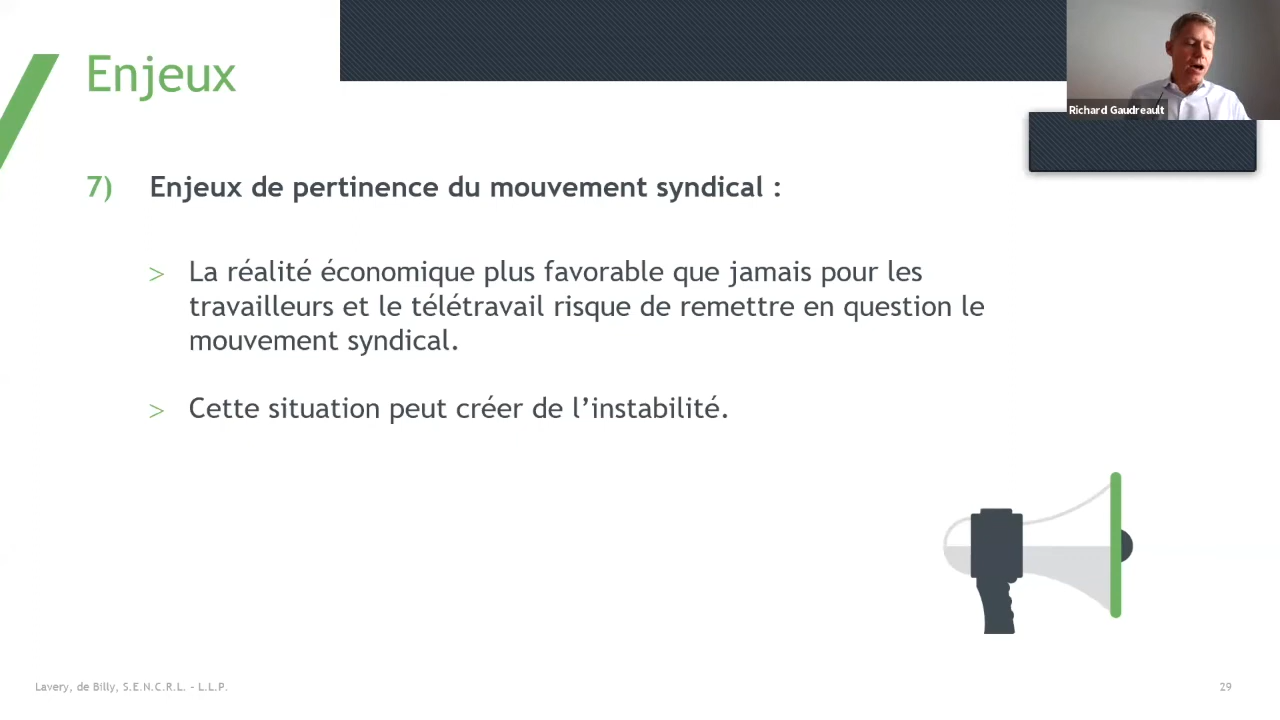 Enjeux
Richard Gaudreault
7) Enjeux de pertinence du mouvement syndical :
> La réalité économique plus favorable que jamais pour les
travailleurs et le télétravail risque de remettre en question le
mouvement syndical.
> Cette situation peut créer de l’instabilité.
Lavery, de Billy, S.E.N.C.R.L. - L.L.P.
29